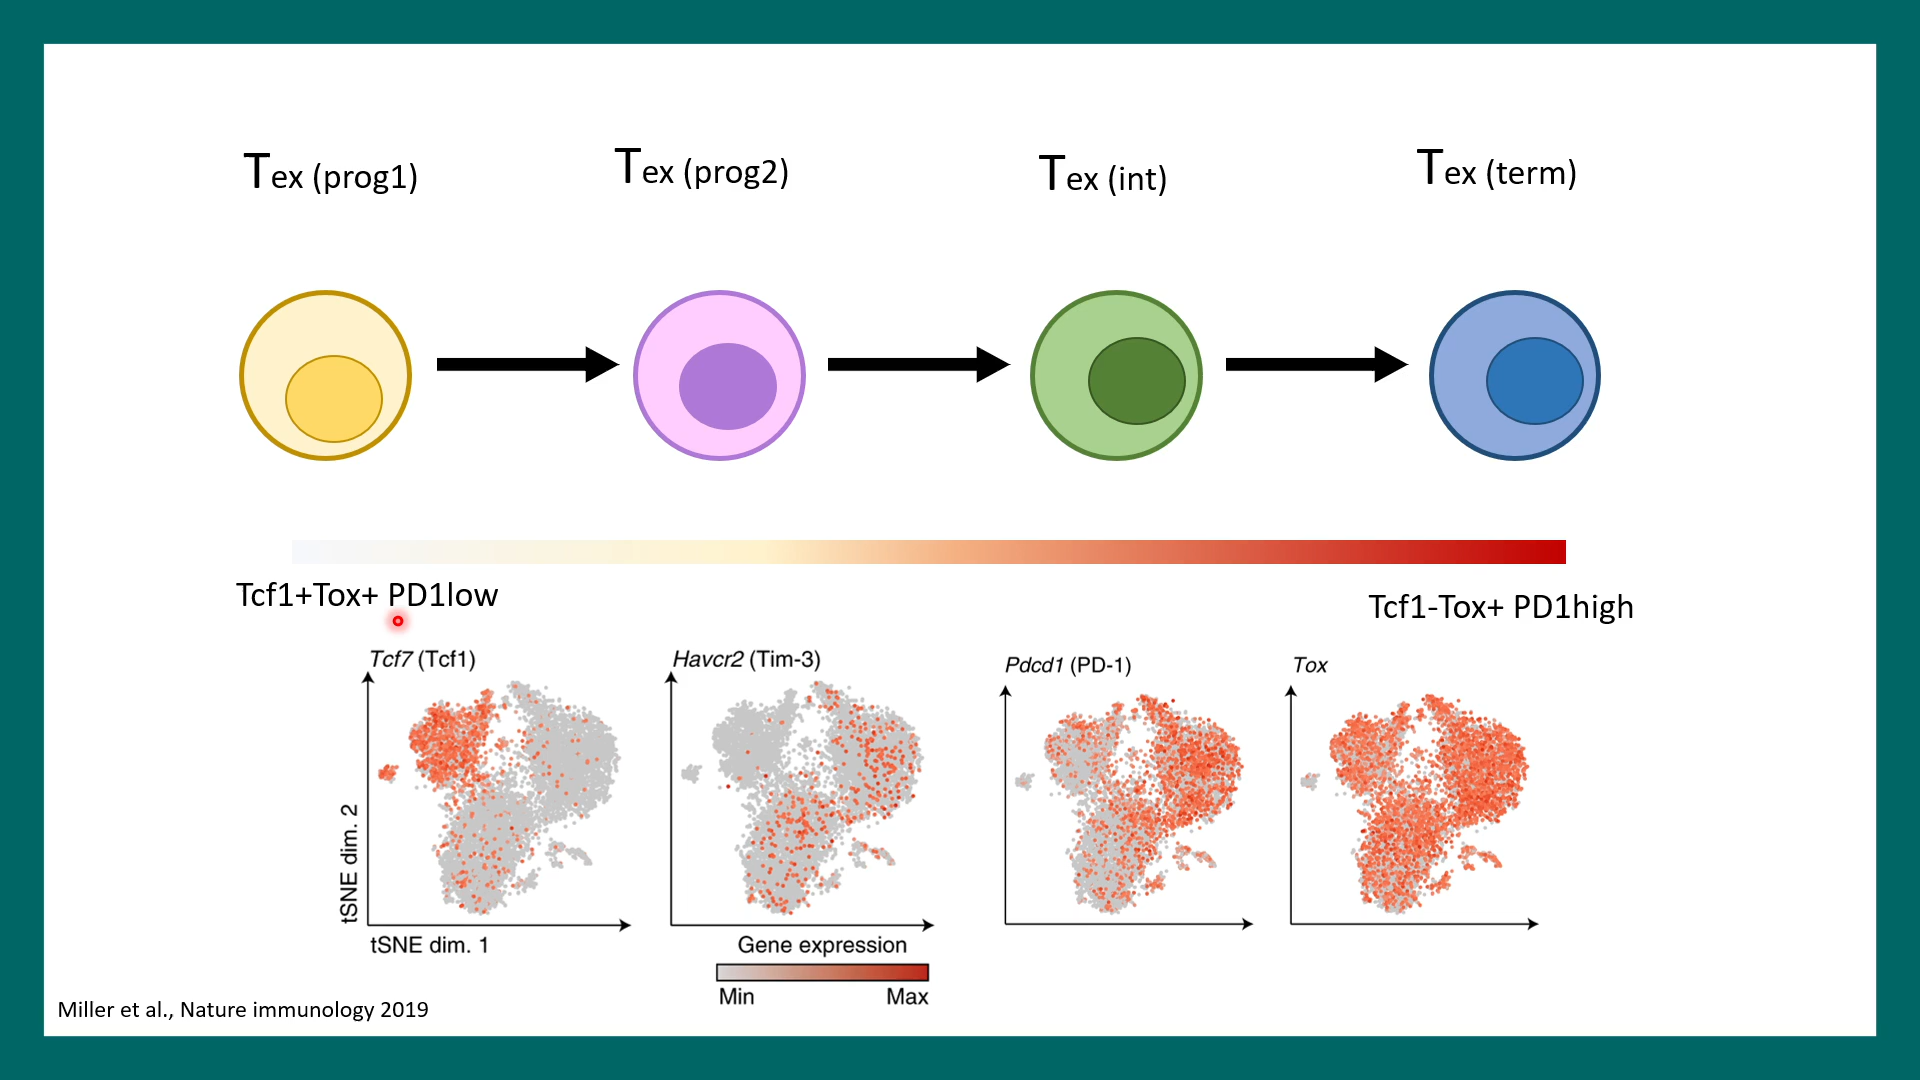 Tex (prog1)
Tex (prog2)
Tex (int)
Tex (term)
Tcf1+Tox+ PD1low
Tcf1-Tox+ PD1high
Tcf7 (Tcf1)
Havcr2 (Tim-3)
Pdcd1 (PD-1)
Tox
tSNE dim. 2
tSNE dim. 1
Gene expression
Min
Max
Miller et al., Nature immunology 2019